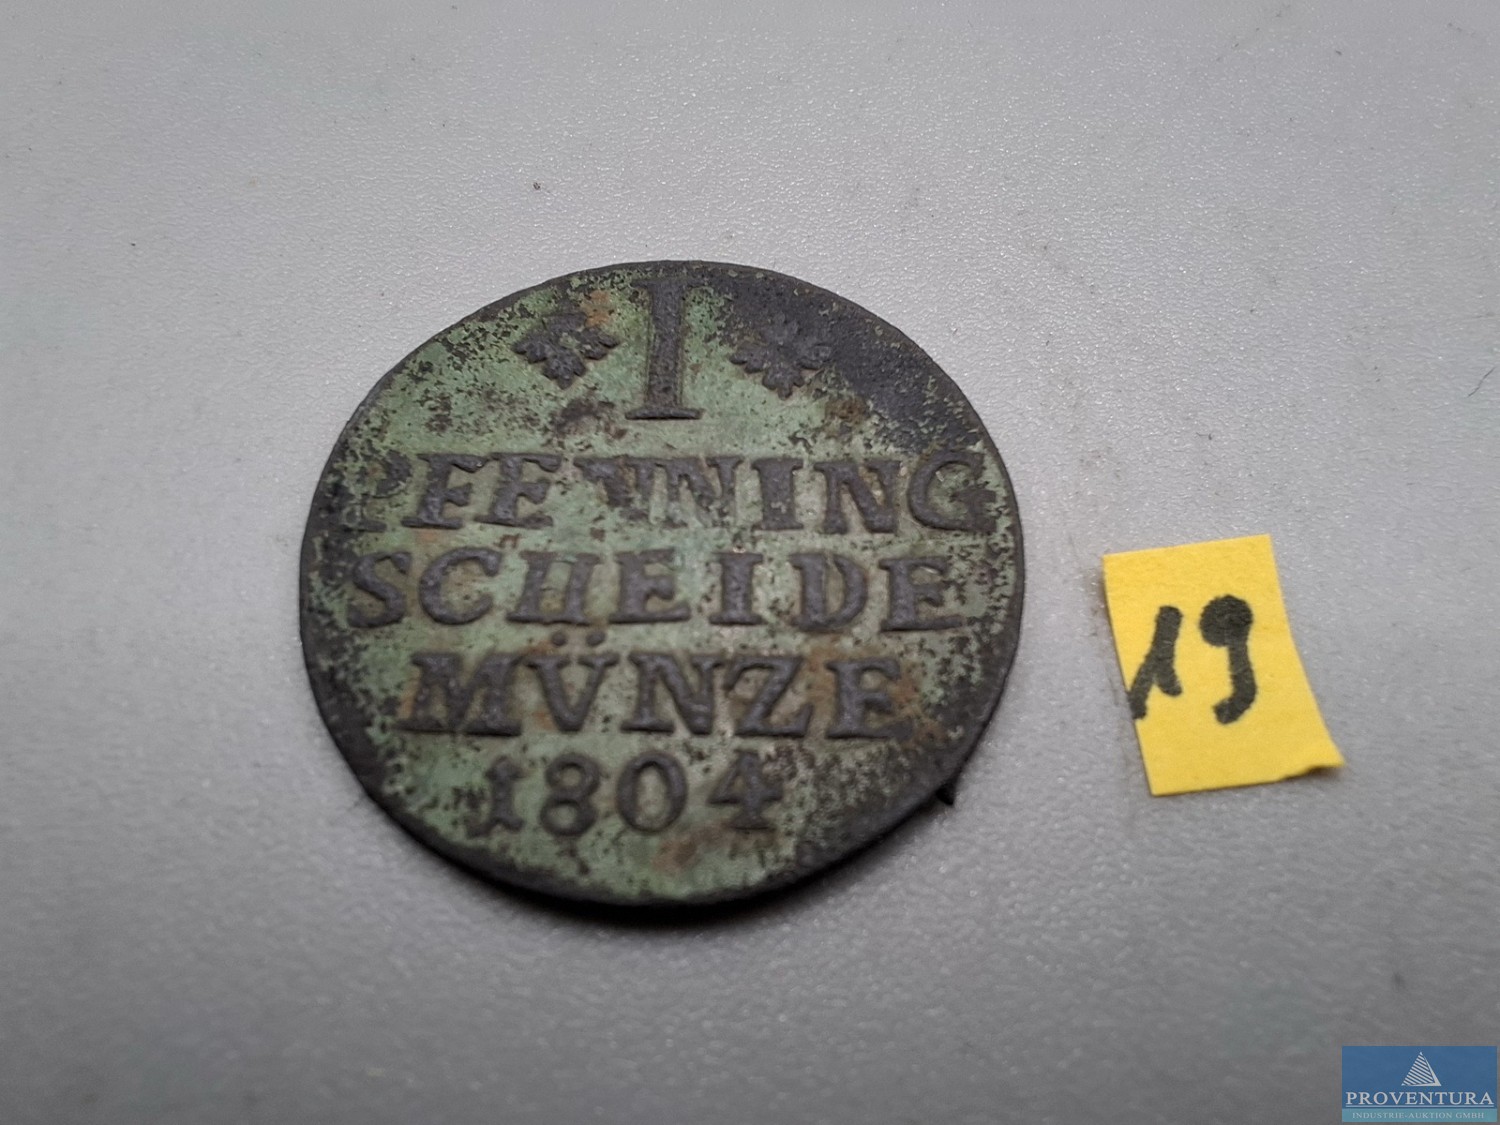 I
PFENNING
SCHEIDE
MÜNZE
1804
19
PROVENTURA
INDUSTRIE-AUKTION GMBH